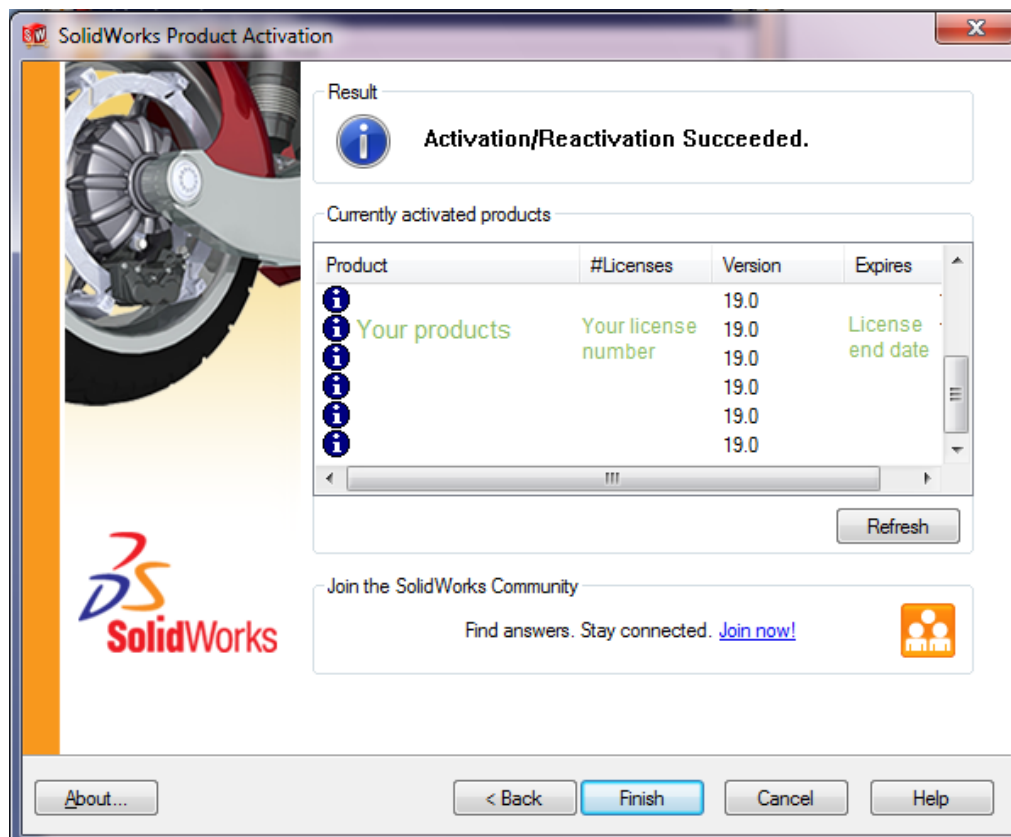 SolidWorks Product Activation
Result
Activation/Reactivation Succeeded.
Currently activated products
Product #Licenses Version Expires
19.0
Your products Your license number 19.0 License end date
19.0
19.0
19.0
19.0
Refresh
Join the SolidWorks Community
Find answers. Stay connected. Join now!
SolidWorks
About... < Back Finish Cancel Help